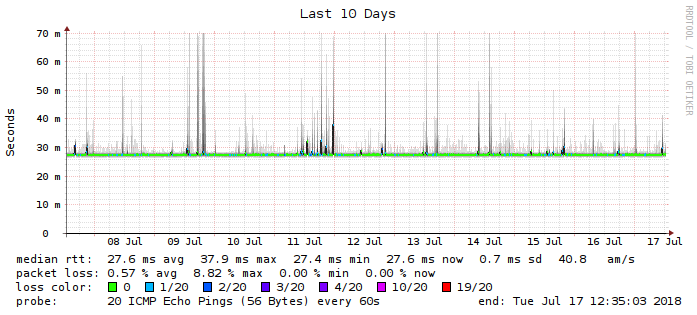 Last 10 Days
RRDTOOL / TOBI OETIKER
Seconds
70 m
60 m
50 m
40 m
30 m
20 m
10 m
0
08 Jul 09 Jul 10 Jul 11 Jul 12 Jul 13 Jul 14 Jul 15 Jul 16 Jul 17 Jul
median rtt: 27.6 ms avg 37.9 ms max 27.4 ms min 27.6 ms now 0.7 ms sd 40.8 am/s
packet loss: 0.57 % avg 8.82 % max 0.00 % min 0.00 % now
loss color: 0 1/20 2/20 3/20 4/20 10/20 19/20
probe: 20 ICMP Echo Pings (56 Bytes) every 60s end: Tue Jul 17 12:35:03 2018